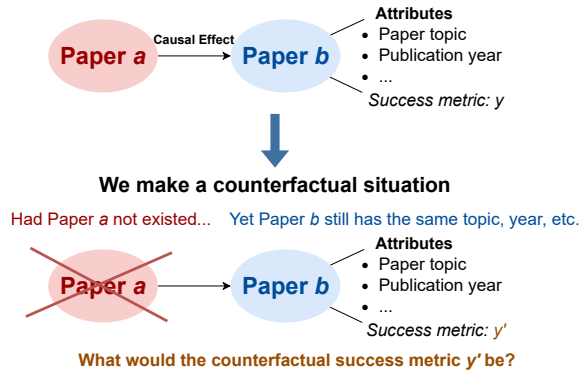 Attributes
Causal Effect
Paper a
Paper b
• Paper topic
• Publication year
• ...
Success metric: y
We make a counterfactual situation
Had Paper a not existed...
Yet Paper b still has the same topic, year, etc.
Attributes
Paper a
Paper b
• Paper topic
• Publication year
• ...
Success metric: y'
What would the counterfactual success metric y' be?